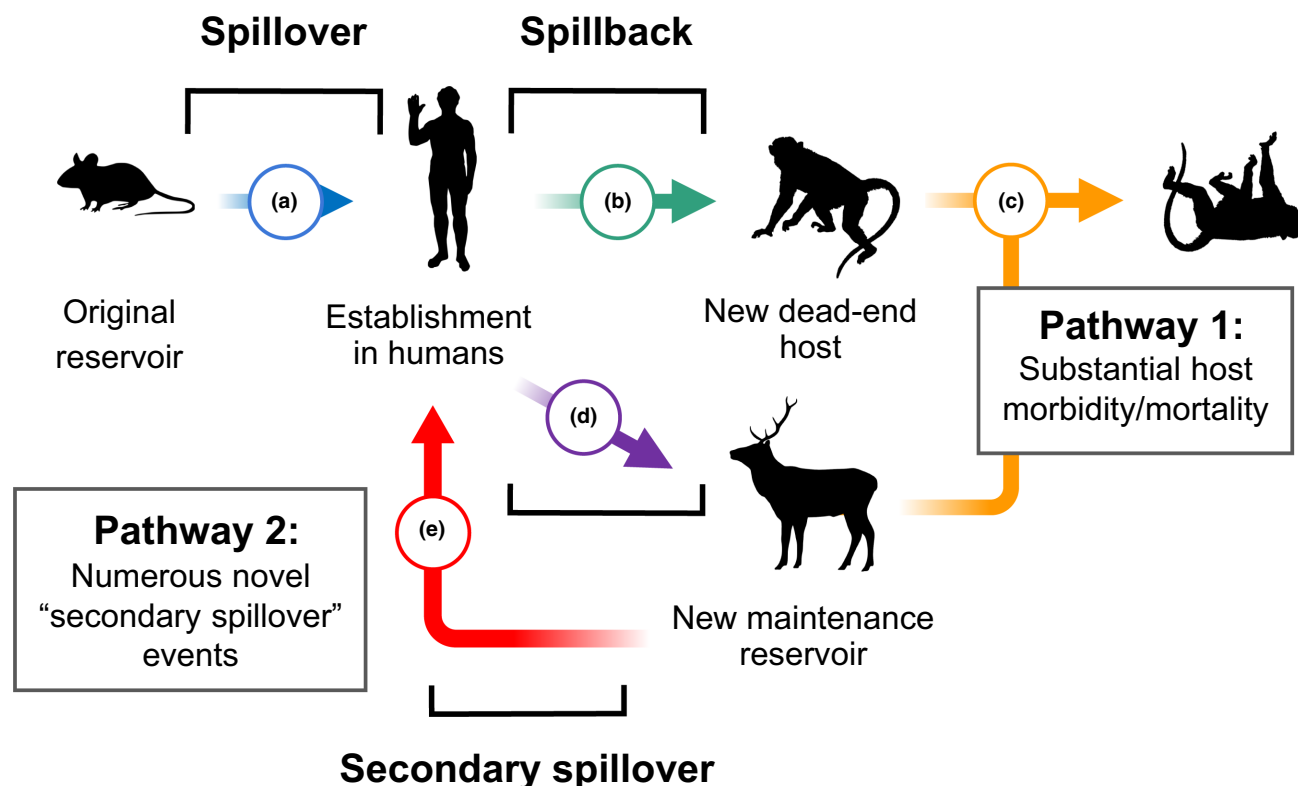 Spillover
Spillback
(a)
(b)
(c)
Original
reservoir
Establishment
in humans
New dead-end
host
Pathway 1:
Substantial host
morbidity/mortality
(d)
(e)
Pathway 2:
Numerous novel
“secondary spillover”
events
New maintenance
reservoir
Secondary spillover